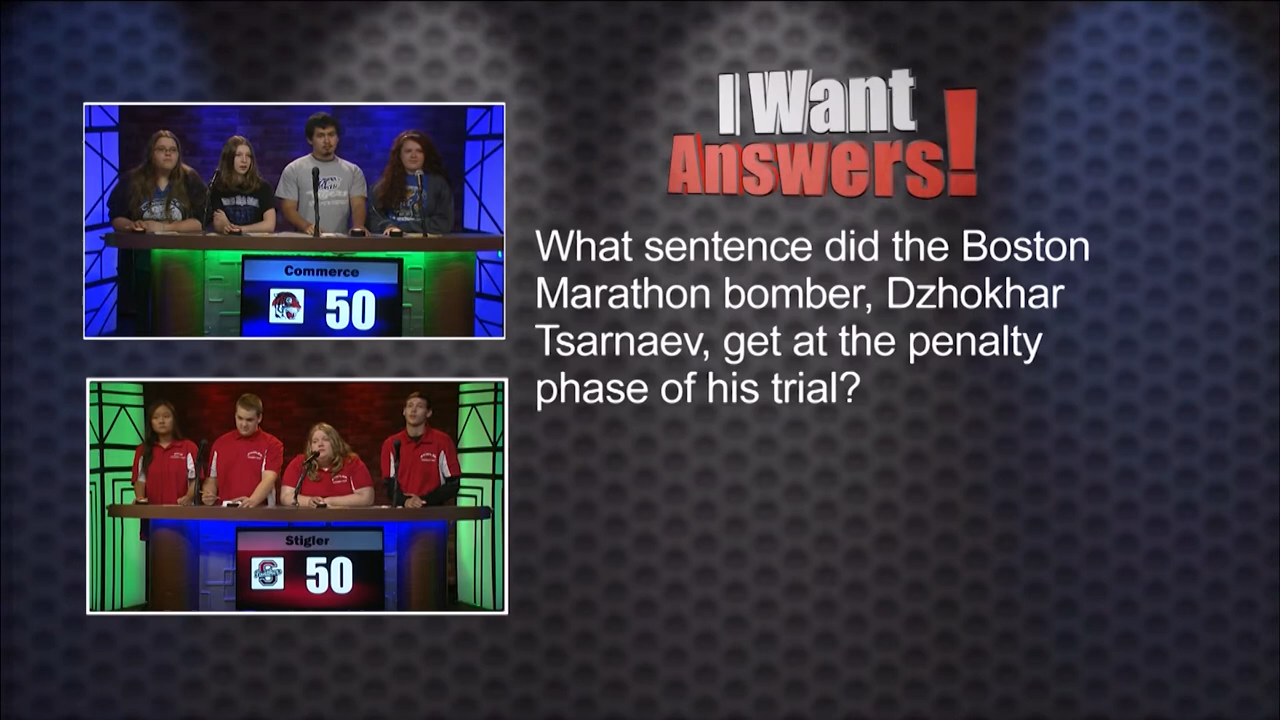 I Want
Answers!
What sentence did the Boston
Marathon bomber, Dzhokhar
Tsarnaev, get at the penalty
phase of his trial?
Commerce
50
Stigler
50